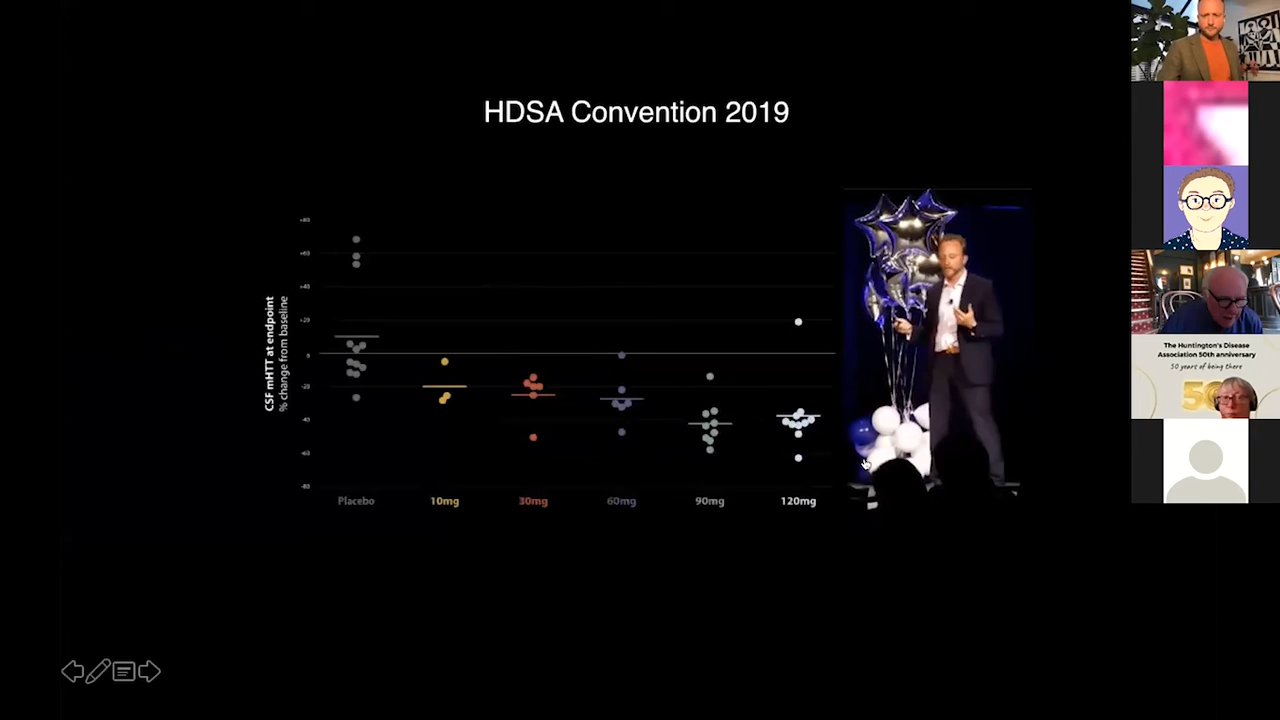 HDSA Convention 2019
+80
+60
+40
+20
0
-20
-40
-60
-80
CSF mHTT at endpoint
% change from baseline
Placebo
10mg
30mg
60mg
90mg
120mg
The Huntington's Disease
Association 50th anniversary
50 years of being there
50